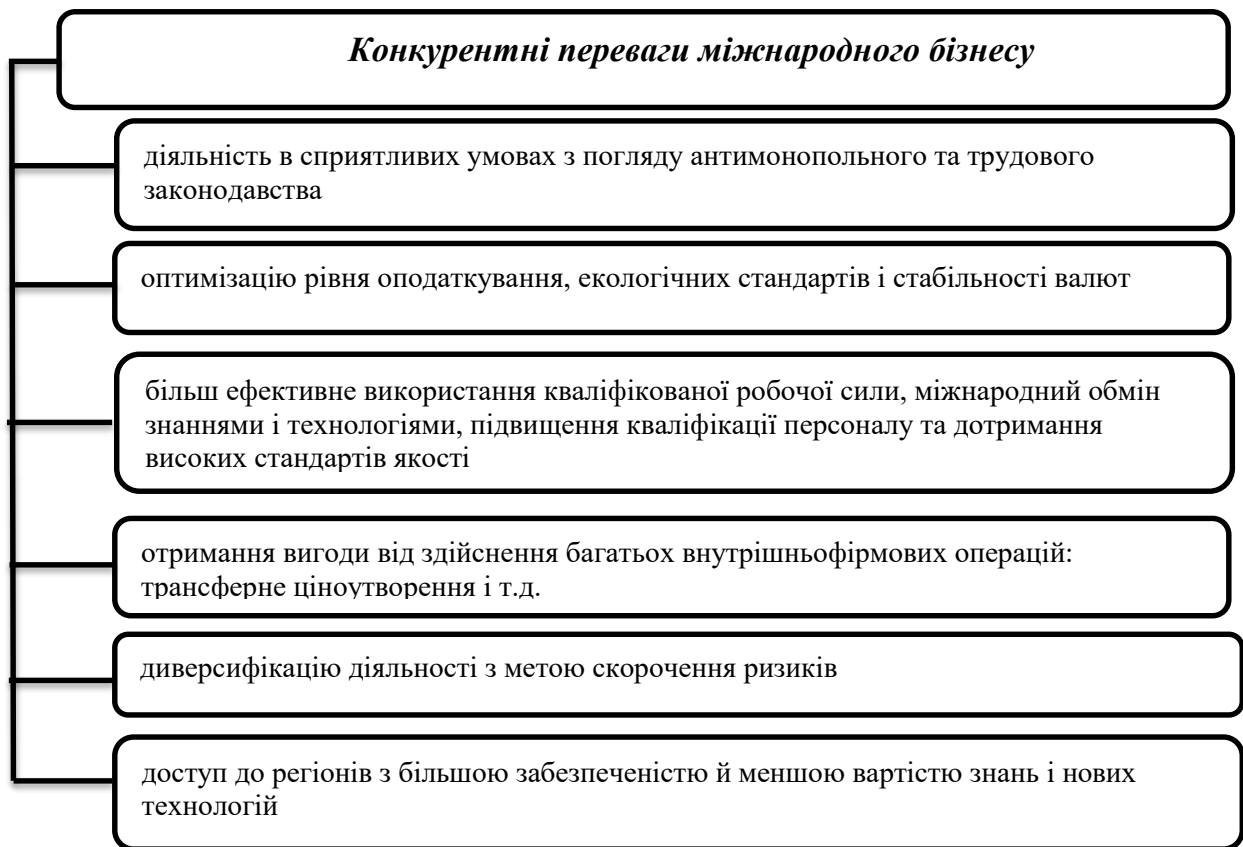 Конкурентні переваги міжнародного бізнесу
діяльність в сприятливих умовах з погляду антимонопольного та трудового
законодавства
оптимізацію рівня оподаткування, екологічних стандартів і стабільності валют
більш ефективне використання кваліфікованої робочої сили, міжнародний обмін
знаннями і технологіями, підвищення кваліфікації персоналу та дотримання
високих стандартів якості
отримання вигоди від здійснення багатьох внутрішньофірмових операцій:
трансферне ціноутворення і т.д.
диверсифікацію діяльності з метою скорочення ризиків
доступ до регіонів з більшою забезпеченістю й меншою вартістю знань і нових
технологій